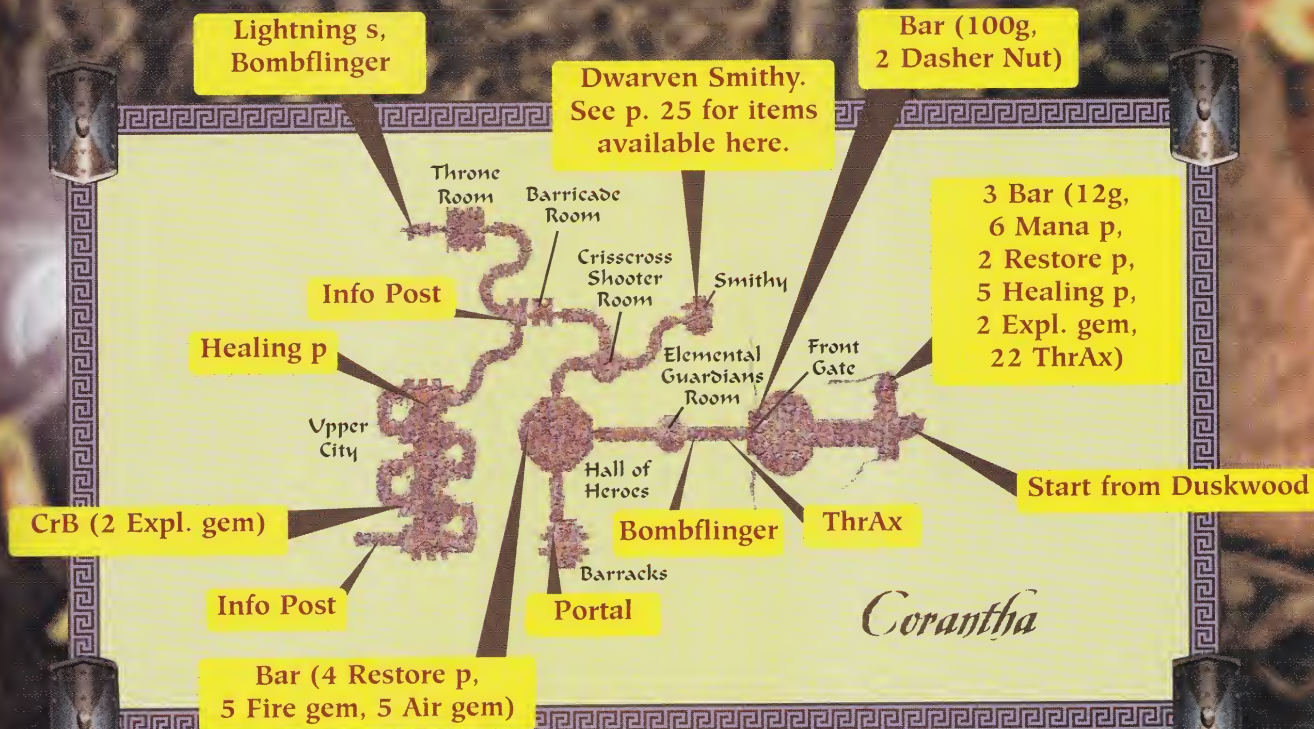 Lightning s,
Bombflinger
Bar (100g,
2 Dasher Nut)
Dwarven Smithy.
See p. 25 for items
available here.
3 Bar (12g,
6 Mana p,
2 Restore p,
5 Healing p,
2 Expl. gem,
22 ThrAx)
Throne
Room
Barricade
Room
Crisscross
Shooter
Room
Smithy
Info Post
Healing p
Elemental
Guardians
Room
Front
Gate
Upper
City
Hall of
Heroes
Start from Duskwood
CrB (2 Expl. gem)
Bombflinger
ThrAx
Barracks
Info Post
Portal
Corantha
Bar (4 Restore p,
5 Fire gem, 5 Air gem)